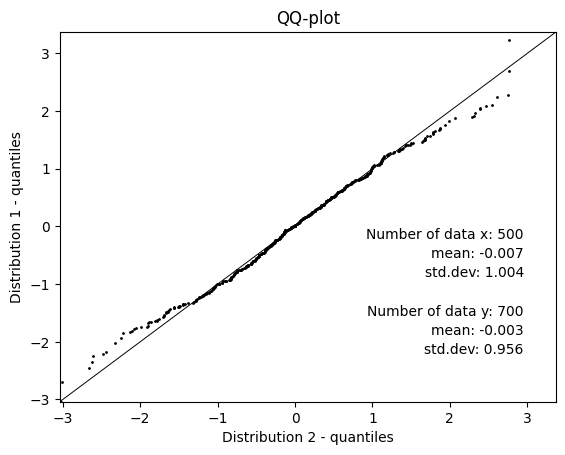 QQ-plot
3
2
1
0
−1
−2
−3
Distribution 1 - quantiles
Number of data x: 500
mean: -0.007
std.dev: 1.004
Number of data y: 700
mean: -0.003
std.dev: 0.956
−3 −2 −1 0 1 2 3
Distribution 2 - quantiles